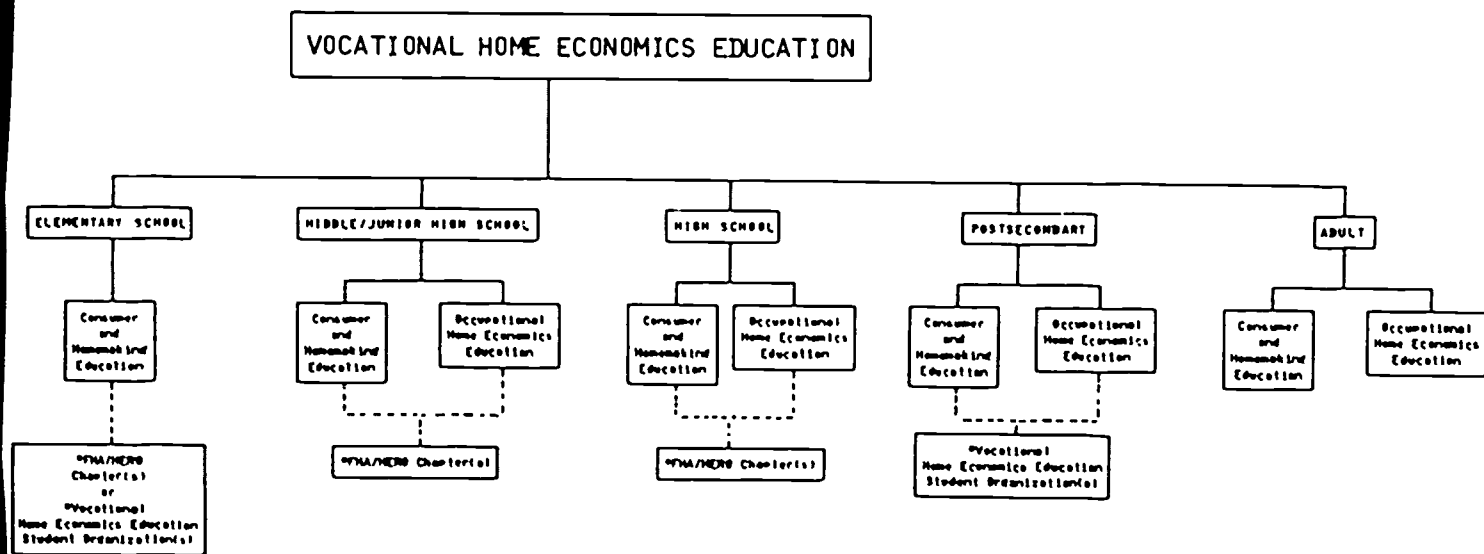 VOCATIONAL HOME ECONOMICS EDUCATION
ELEMENTARY SCHOOL
MIDDLE/JUNIOR HIGH SCHOOL
HIGH SCHOOL
POSTSECONDARY
ADULT
Consumer
and
Homemaking
Education
Consumer
and
Homemaking
Education
Occupational
Home Economics
Education
Consumer
and
Homemaking
Education
Occupational
Home Economics
Education
Consumer
and
Homemaking
Education
Occupational
Home Economics
Education
Consumer
and
Homemaking
Education
Occupational
Home Economics
Education
*FHA/HERO
Chapter(s)
or
*Vocational
Home Economics Education
Student Organization(s)
*FHA/HERO Chapter(s)
*FHA/HERO Chapter(s)
*Vocational
Home Economics Education
Student Organization(s)